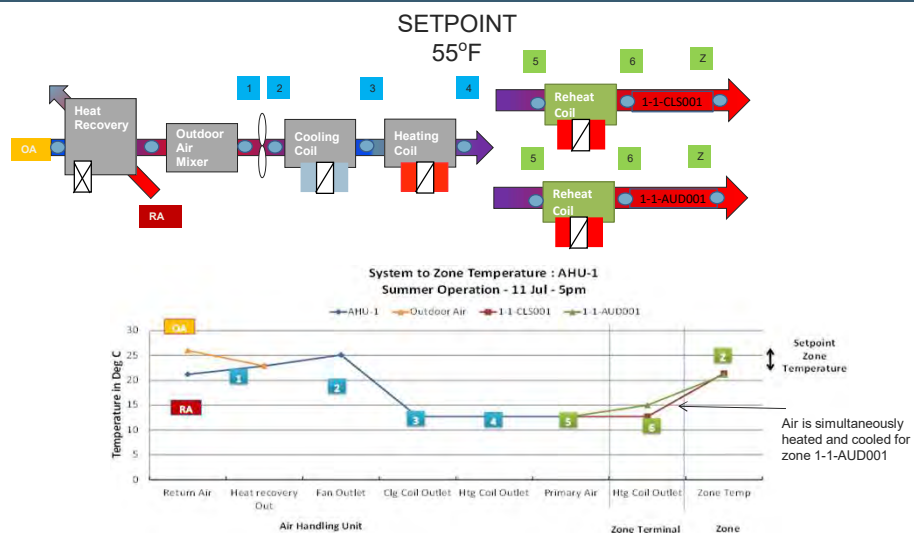 SETPOINT
55°F
1
2
3
4
5
6
Z
Heat
Recovery
Outdoor
Air
Mixer
Cooling
Coil
Heating
Coil
Reheat
Coil
1-1-CLS001
OA
RA
5
6
Z
Reheat
Coil
1-1-AUD001
System to Zone Temperature : AHU-1
Summer Operation - 11 Jul - 5pm
AHU-1 Outdoor Air 1-1-CLS001 1-1-AUD001
Temperature in Deg C
30
25
20
15
10
5
0
OA
RA
1
2
3
4
5
6
Z
Setpoint
Zone
Temperature
Air is simultaneously
heated and cooled for
zone 1-1-AUD001
Return Air Heat recovery Out Fan Outlet Clg Coil Outlet Htg Coil Outlet Primary Air Htg Coil Outlet Zone Temp
Air Handling Unit Zone Terminal Zone